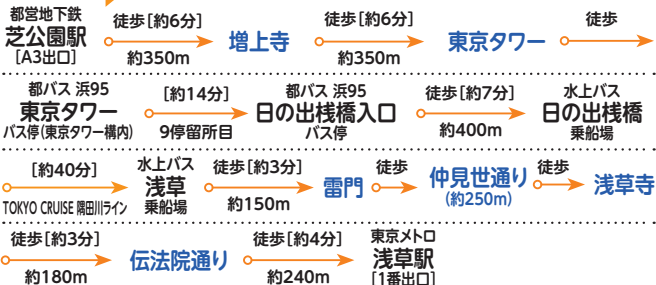 都営地下鉄
芝公園駅
[A3出口]
徒歩[約6分]
約350m
増上寺
徒歩[約6分]
約350m
東京タワー
徒歩
都バス 浜95
東京タワー
バス停(東京タワー構内)
[約14分]
9停留所目
都バス 浜95
日の出桟橋入口
バス停
徒歩[約7分]
約400m
水上バス
日の出桟橋
乗船場
[約40分]
TOKYO CRUISE 隅田川ライン
水上バス
浅草
乗船場
徒歩[約3分]
約150m
雷門
徒歩
仲見世通り
(約250m)
徒歩
浅草寺
徒歩[約3分]
約180m
伝法院通り
徒歩[約4分]
約240m
東京メトロ
浅草駅
[1番出口]